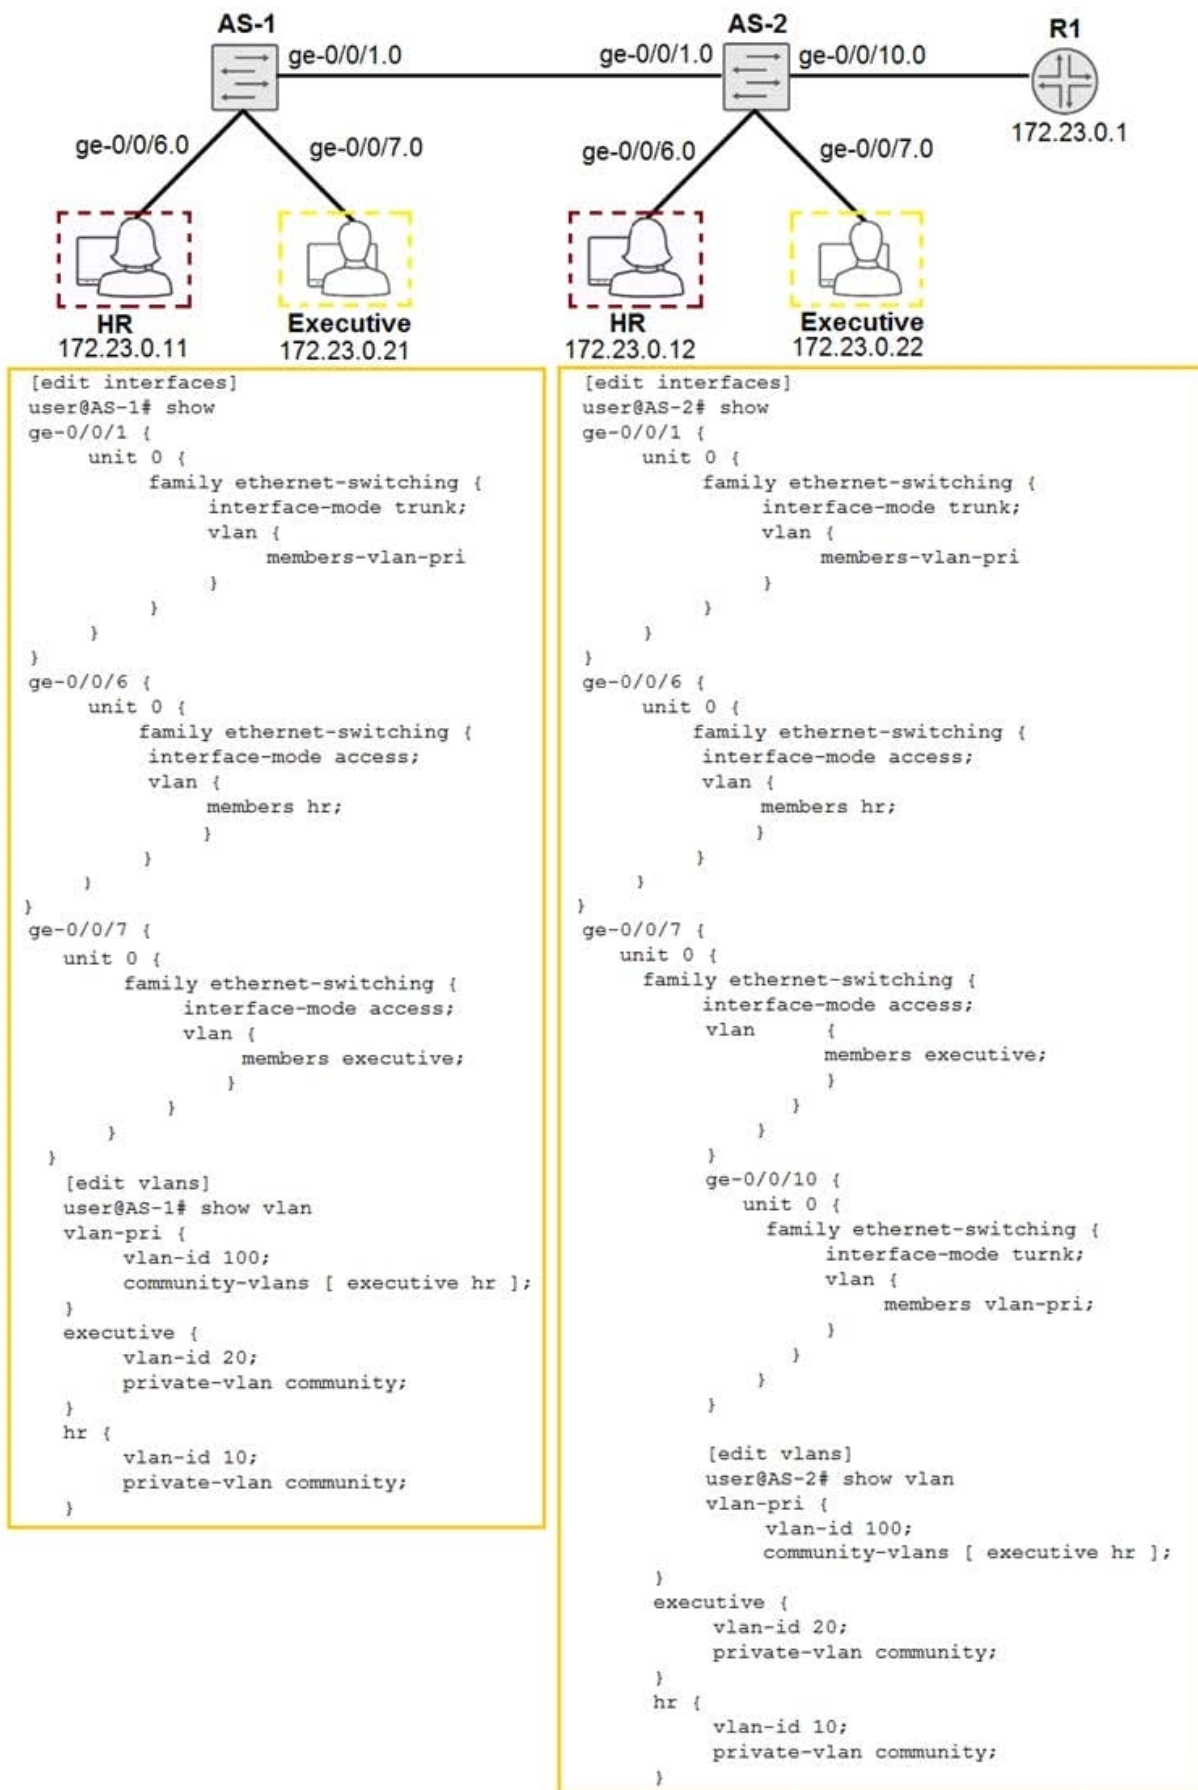 AS-1
AS-2
R1
ge-0/0/1.0
ge-0/0/1.0
ge-0/0/10.0
172.23.0.1
ge-0/0/6.0
ge-0/0/7.0
ge-0/0/6.0
ge-0/0/7.0
HR
172.23.0.11
Executive
172.23.0.21
HR
172.23.0.12
Executive
172.23.0.22
[edit interfaces]
user@AS-1# show
ge-0/0/1 {
unit 0 {
family ethernet-switching {
interface-mode trunk;
vlan {
members-vlan-pri
}
}
}
}
ge-0/0/6 {
unit 0 {
family ethernet-switching {
interface-mode access;
vlan {
members hr;
}
}
}
}
ge-0/0/7 {
unit 0 {
family ethernet-switching {
interface-mode access;
vlan {
members executive;
}
}
}
}
[edit vlans]
user@AS-1# show vlan
vlan-pri {
vlan-id 100;
community-vlans [ executive hr ];
}
executive {
vlan-id 20;
private-vlan community;
}
hr {
vlan-id 10;
private-vlan community;
}
[edit interfaces]
user@AS-2# show
ge-0/0/1 {
unit 0 {
family ethernet-switching {
interface-mode trunk;
vlan {
members-vlan-pri
}
}
}
}
ge-0/0/6 {
unit 0 {
family ethernet-switching {
interface-mode access;
vlan {
members hr;
}
}
}
}
ge-0/0/7 {
unit 0 {
family ethernet-switching {
interface-mode access;
vlan {
members executive;
}
}
}
}
ge-0/0/10 {
unit 0 {
family ethernet-switching {
interface-mode turnk;
vlan {
members vlan-pri;
}
}
}
}
[edit vlans]
user@AS-2# show vlan
vlan-pri {
vlan-id 100;
community-vlans [ executive hr ];
}
executive {
vlan-id 20;
private-vlan community;
}
hr {
vlan-id 10;
private-vlan community;
}